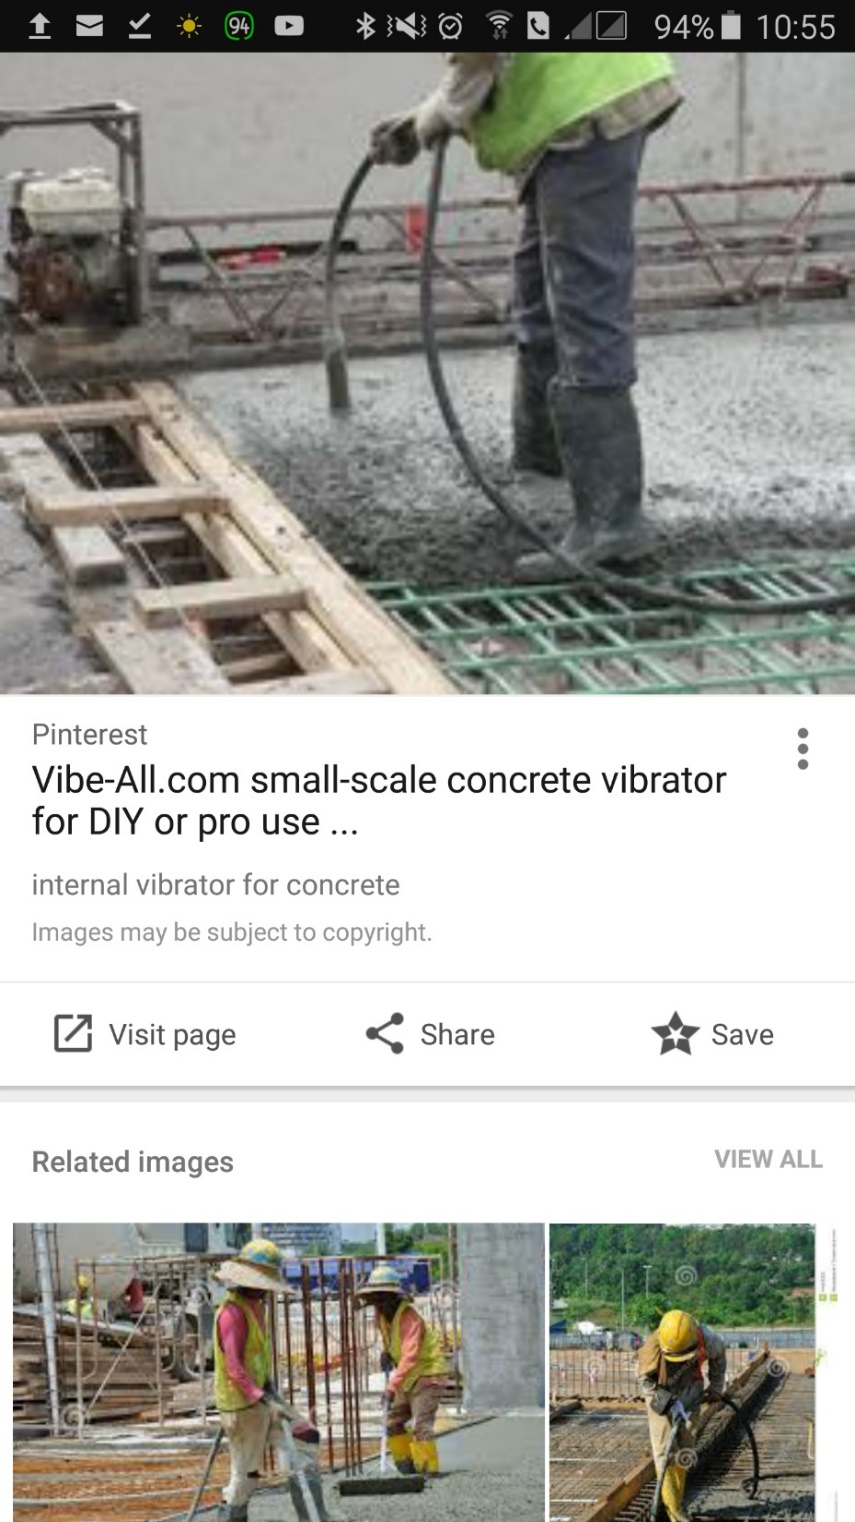 94 94% 10:55
Pinterest
Vibe-All.com small-scale concrete vibrator
for DIY or pro use ...
internal vibrator for concrete
Images may be subject to copyright.
Visit page Share Save
Related images VIEW ALL